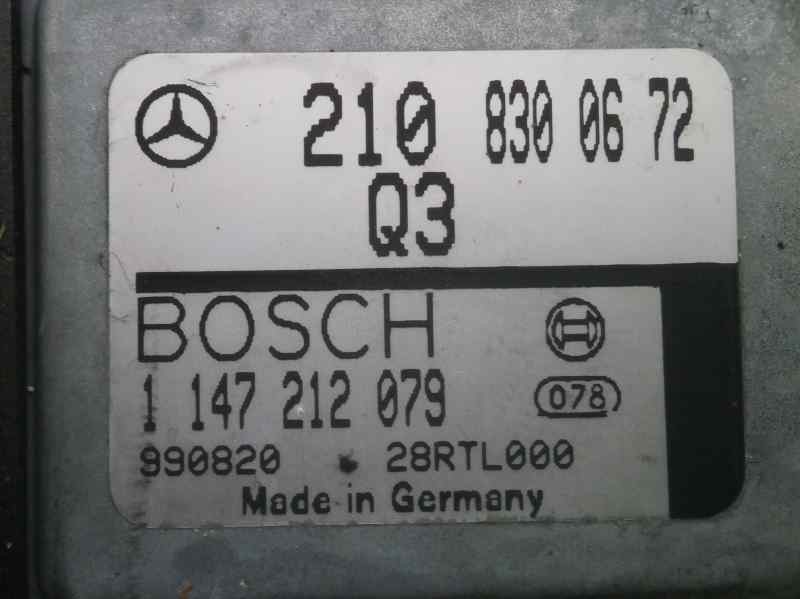 210 830 06 72
Q3
BOSCH
1 147 212 079
078
990820 28RTL000
Made in Germany